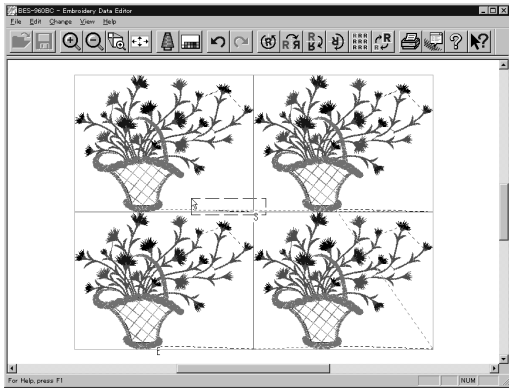 BES-960BC - Embroidery Data Editor
File Edit Change View Help
S
E
For Help, press F1
NUM